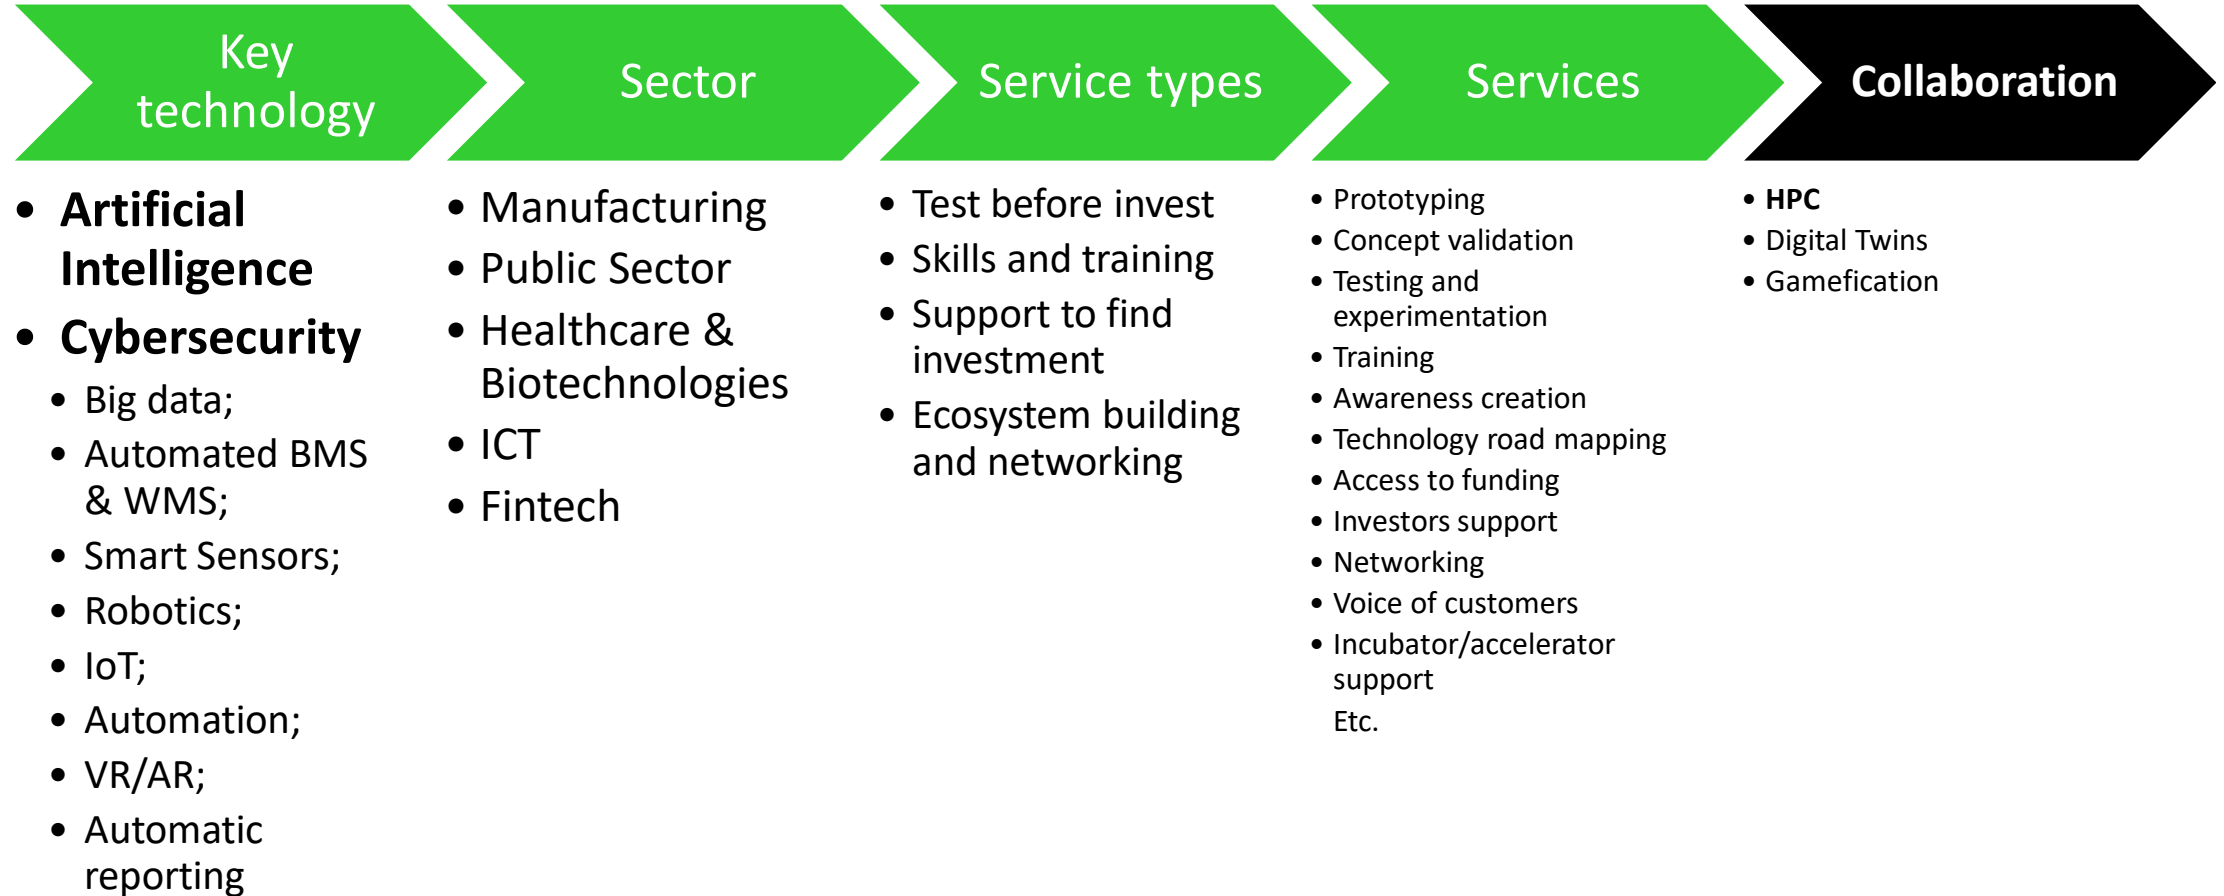 Key
technology
• Artificial
Intelligence
• Cybersecurity
• Big data;
• Automated BMS
& WMS;
• Smart Sensors;
• Robotics;
• IoT;
• Automation;
• VR/AR;
• Automatic
reporting
Sector
• Manufacturing
• Public Sector
• Healthcare &
Biotechnologies
• ICT
• Fintech
Service types
• Test before invest
• Skills and training
• Support to find
investment
• Ecosystem building
and networking
Services
• Prototyping
• Concept validation
• Testing and
experimentation
• Training
• Awareness creation
• Technology road mapping
• Access to funding
• Investors support
• Networking
• Voice of customers
• Incubator/accelerator
support
Etc.
Collaboration
• HPC
• Digital Twins
• Gamefication